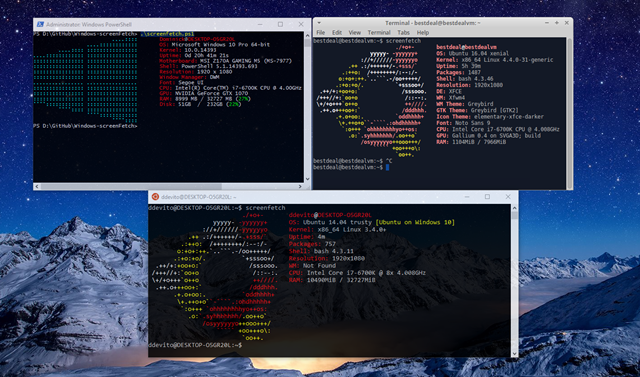 Administrator: Windows PowerShell
PS D:\GitHub\Windows-screenFetch> .\screenfetch.ps1
ddevito@DESKTOP-OSGR20L
OS: Microsoft Windows 10 Pro 64-bit
Kernel: 10.0.14393
Uptime: 0d 20h 41m 21s
Motherboard: MSI Z170A GAMING M5 (MS-7977)
Shell: PowerShell 5.1.14393.693
Resolution: 1920 x 1080
Window Manager: DWM
Font: Segoe UI
CPU: Intel(R) Core(TM) i7-6700K CPU @ 4.00GHz
GPU: NVIDIA GeForce GTX 1070
RAM: 8999 MB / 32727 MB (27%)
Disk: 51GB / 232GB (22%)
PS D:\GitHub\Windows-screenFetch>
Terminal - bestdeal@bestdealvm: ~
File Edit View Terminal Tabs Help
bestdeal@bestdealvm:~$ screenfetch
bestdeal@bestdealvm
OS: Ubuntu 16.04 xenial
Kernel: x86_64 Linux 4.4.0-31-generic
Uptime: 5h 39m
Packages: 1407
Shell: bash 4.3.46
Resolution: 1920x1080
DE: XFCE
WM: Xfwm4
WM Theme: Greybird
GTK Theme: Greybird [GTK2]
Icon Theme: elementary-xfce-darker
Font: Noto Sans 9
CPU: Intel Core i7-6700K CPU @ 4.008GHz
GPU: Gallium 0.4 on SVGA3D; build
RAM: 1104MiB / 7966MiB
bestdeal@bestdealvm:~$ ^C
bestdeal@bestdealvm:~$
ddevito@DESKTOP-OSGR20L: ~
ddevito@DESKTOP-OSGR20L:~$ screenfetch
ddevito@DESKTOP-OSGR20L
OS: Ubuntu 14.04 trusty [Ubuntu on Windows 10]
Kernel: x86_64 Linux 3.4.0+
Uptime: 4m
Packages: 757
Shell: bash 4.3.11
Resolution: 1920x1080
WM: Not Found
CPU: Intel Core i7-6700K @ 8x 4.008GHz
RAM: 10490MiB / 32727MiB
ddevito@DESKTOP-OSGR20L:~$